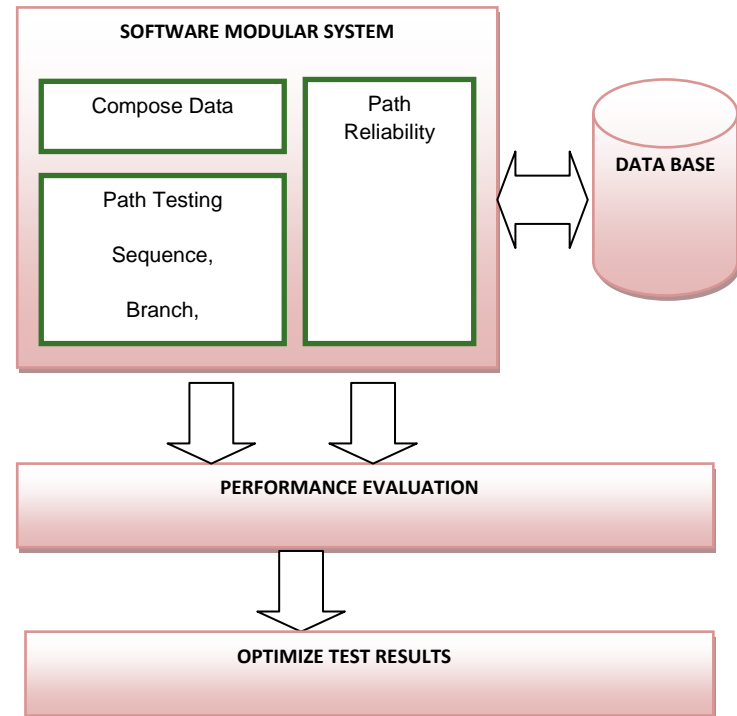 SOFTWARE MODULAR SYSTEM
Compose Data
Path
Reliability
Path Testing
Sequence,
Branch,
DATA BASE
PERFORMANCE EVALUATION
OPTIMIZE TEST RESULTS